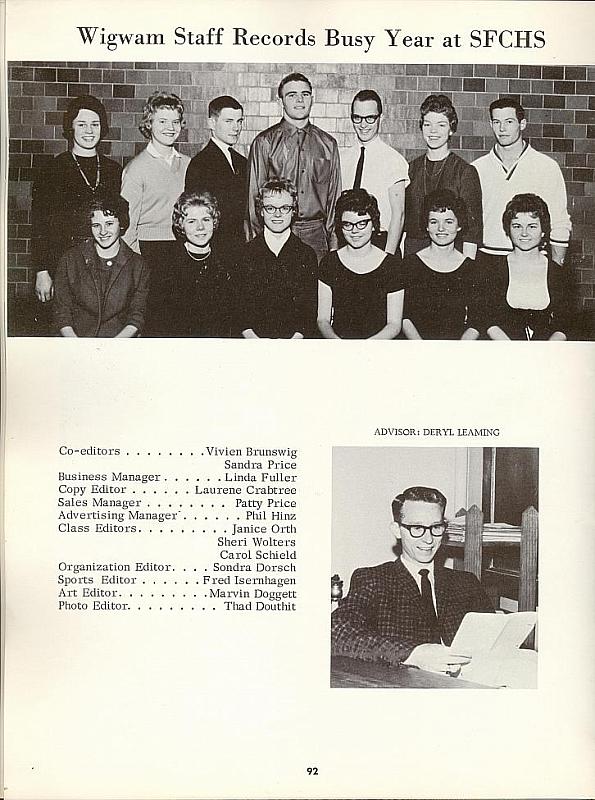 Wigwam Staff Records Busy Year at SFCHS
Co-editors . . . . . . . . Vivien Brunswig
Sandra Price
Business Manager . . . . . . Linda Fuller
Copy Editor . . . . . . Laurene Crabtree
Sales Manager . . . . . . . . Patty Price
Advertising Manager . . . . . . Phil Hinz
Class Editors. . . . . . . . . Janice Orth
Sheri Wolters
Carol Schield
Organization Editor. . . . Sondra Dorsch
Sports Editor . . . . . Fred Isernhagen
Art Editor. . . . . . . . . Marvin Doggett
Photo Editor. . . . . . . . . Thad Douthit
ADVISOR: DERYL LEAMING
92